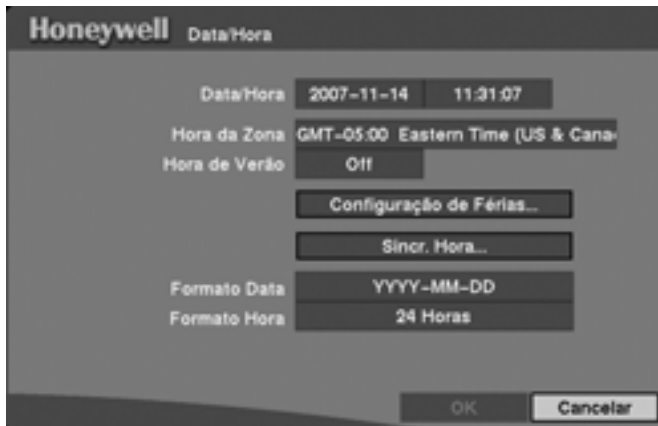 Honeywell Data/Hora
Data/Hora 2007-11-14 11:31:07
Hora da Zona GMT-05:00 Eastern Time (US & Cana
Hora de Verão Off
Configuração de Férias...
Sincr. Hora...
Formato Data YYYY-MM-DD
Formato Hora 24 Horas
OK Cancelar